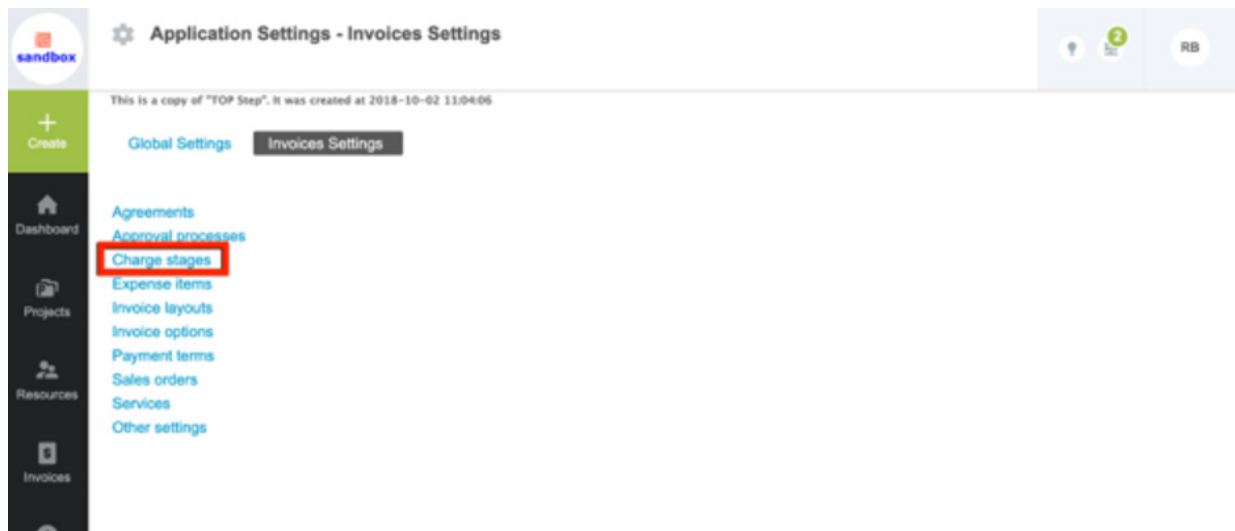 sandbox
Application Settings - Invoices Settings
2
RB
This is a copy of "TOP Step". It was created at 2018-10-02 11:04:06
Create
Global Settings
Invoices Settings
Dashboard
Agreements
Approval processes
Charge stages
Expense items
Projects
Invoice layouts
Invoice options
Payment terms
Resources
Sales orders
Services
Other settings
$
Invoices